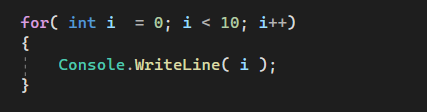 for( int i  = 0; i < 10; i++)
{
    Console.WriteLine( i );
}